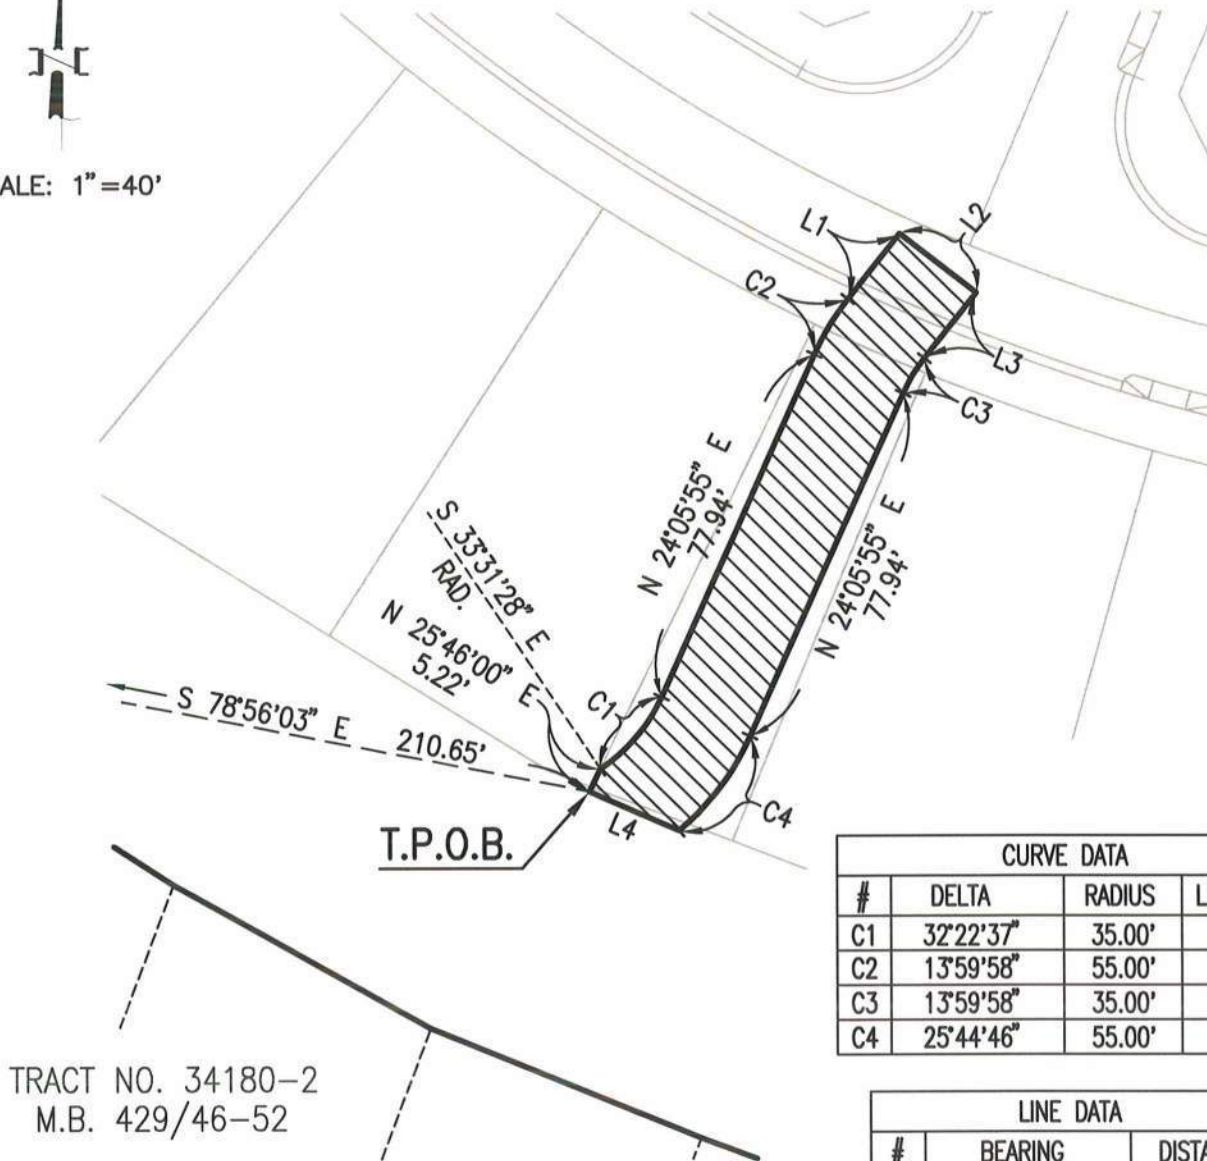 ALE: 1"=40'
L1
L2
C2
L3
C3
N 24°05'55" E
77.94'
N 24°05'55" E
77.94'
S 33°31'28" E
RAD.
N 25°46'00" E
5.22'
C1
S 78°56'03" E 210.65'
T.P.O.B.
L4
C4
CURVE DATA
# DELTA RADIUS L
C1 32°22'37" 35.00'
C2 13°59'58" 55.00'
C3 13°59'58" 35.00'
C4 25°44'46" 55.00'
TRACT NO. 34180-2
M.B. 429/46-52
LINE DATA
# BEARING DISTA